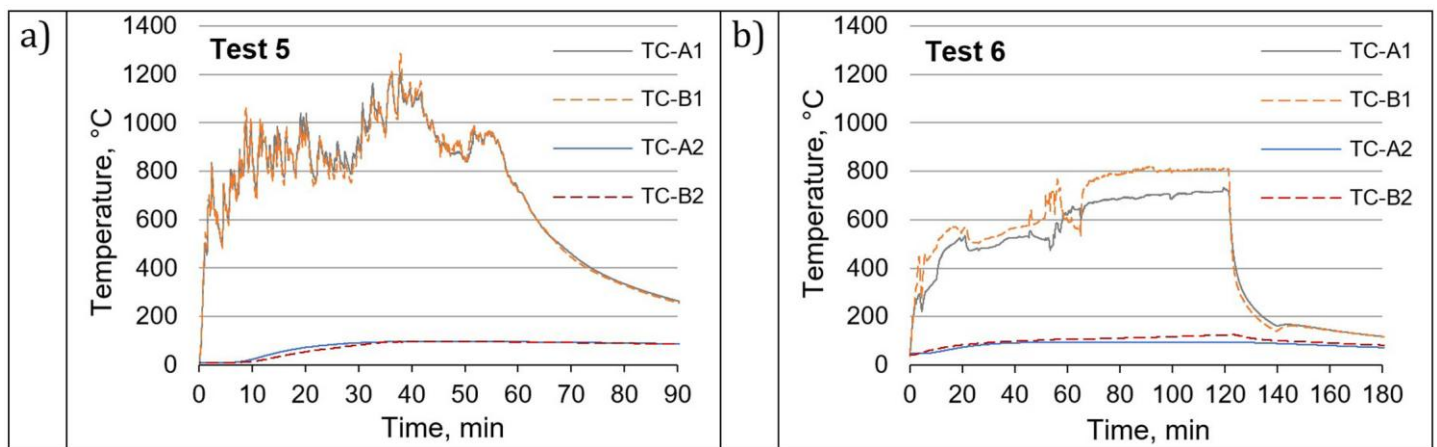 a)
Test 5
Temperature, °C
1400
1200
1000
800
600
400
200
0
0 10 20 30 40 50 60 70 80 90
Time, min
TC-A1
TC-B1
TC-A2
TC-B2
b)
Test 6
Temperature, °C
1400
1200
1000
800
600
400
200
0
0 20 40 60 80 100 120 140 160 180
Time, min
TC-A1
TC-B1
TC-A2
TC-B2